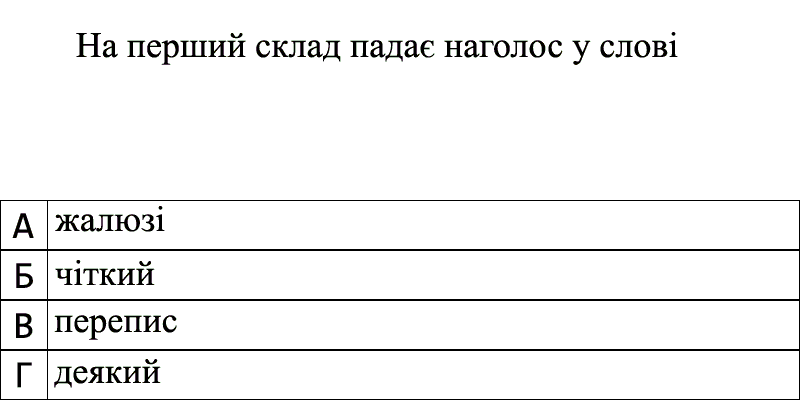 На перший склад падає наголос у слові
А жалюзі
Б чіткий
В перепис
Г деякий